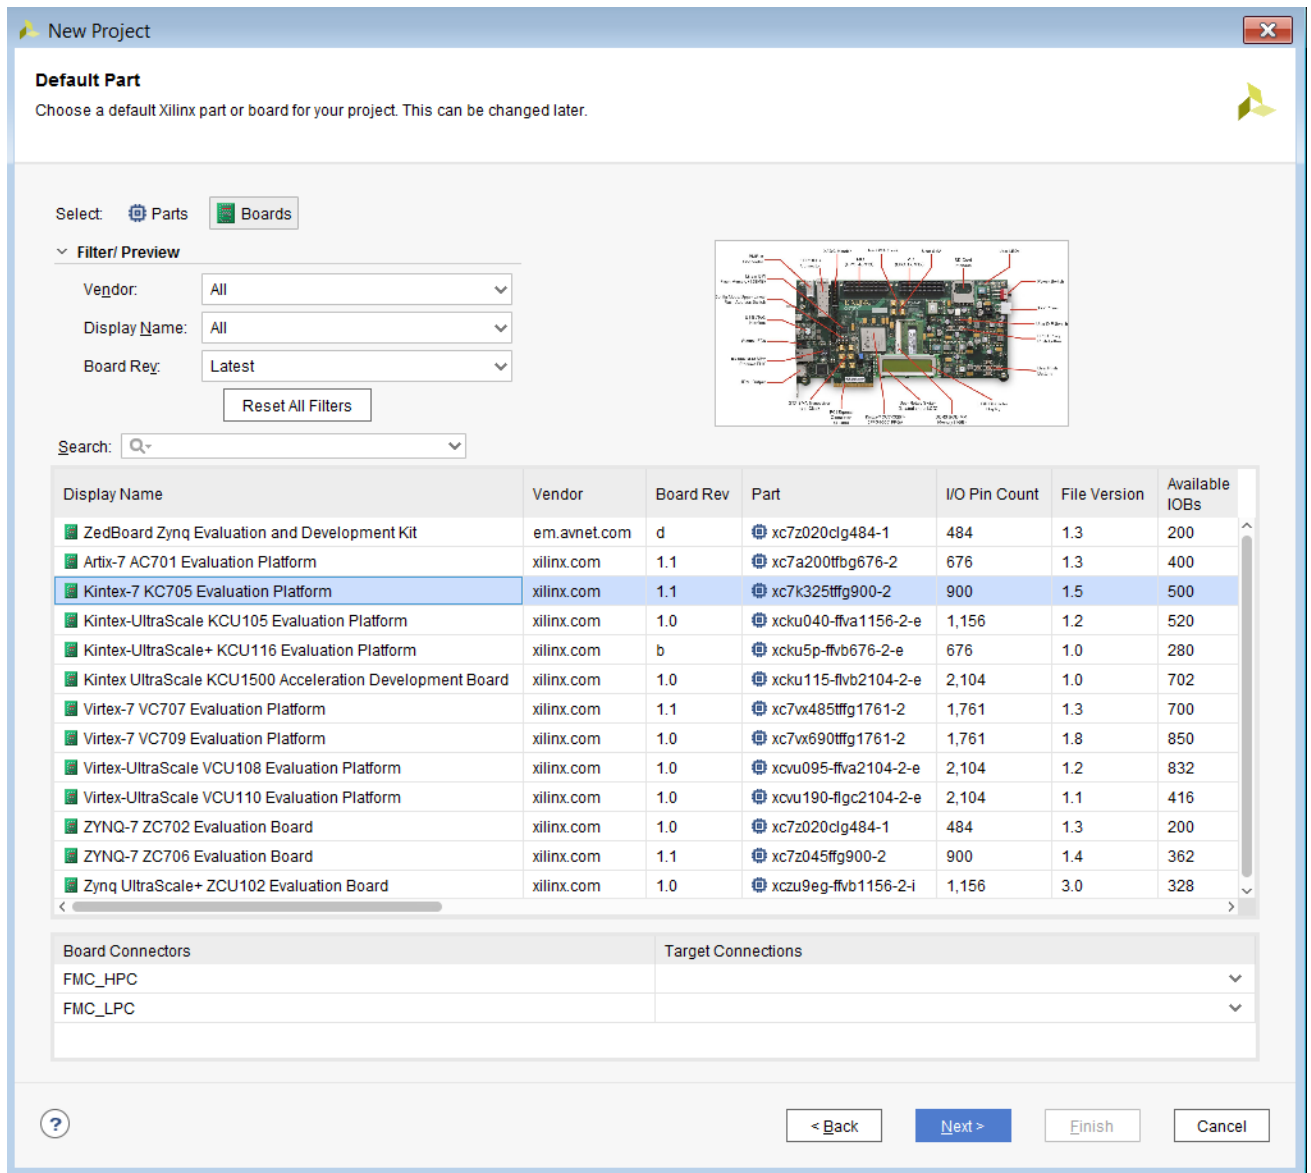 New Project
Default Part
Choose a default Xilinx part or board for your project. This can be changed later.
Select: Parts Boards
Filter/ Preview
Vendor: All
Display Name: All
Board Rev: Latest
Reset All Filters
Search:
Display Name Vendor Board Rev Part I/O Pin Count File Version Available IOBs
ZedBoard Zynq Evaluation and Development Kit em.avnet.com d xc7z020clg484-1 484 1.3 200
Artix-7 AC701 Evaluation Platform xilinx.com 1.1 xc7a200tfbg676-2 676 1.3 400
Kintex-7 KC705 Evaluation Platform xilinx.com 1.1 xc7k325tffg900-2 900 1.5 500
Kintex-UltraScale KCU105 Evaluation Platform xilinx.com 1.0 xcku040-ffva1156-2-e 1,156 1.2 520
Kintex-UltraScale+ KCU116 Evaluation Platform xilinx.com b xcku5p-ffvb676-2-e 676 1.0 280
Kintex UltraScale KCU1500 Acceleration Development Board xilinx.com 1.0 xcku115-flvb2104-2-e 2,104 1.0 702
Virtex-7 VC707 Evaluation Platform xilinx.com 1.1 xc7vx485tffg1761-2 1,761 1.3 700
Virtex-7 VC709 Evaluation Platform xilinx.com 1.0 xc7vx690tffg1761-2 1,761 1.8 850
Virtex-UltraScale VCU108 Evaluation Platform xilinx.com 1.0 xcvu095-ffva2104-2-e 2,104 1.2 832
Virtex-UltraScale VCU110 Evaluation Platform xilinx.com 1.0 xcvu190-flgc2104-2-e 2,104 1.1 416
ZYNQ-7 ZC702 Evaluation Board xilinx.com 1.0 xc7z020clg484-1 484 1.3 200
ZYNQ-7 ZC706 Evaluation Board xilinx.com 1.1 xc7z045ffg900-2 900 1.4 362
Zynq UltraScale+ ZCU102 Evaluation Board xilinx.com 1.0 xczu9eg-ffvb1156-2-i 1,156 3.0 328
Board Connectors Target Connections
FMC_HPC
FMC_LPC
? < Back Next > Finish Cancel